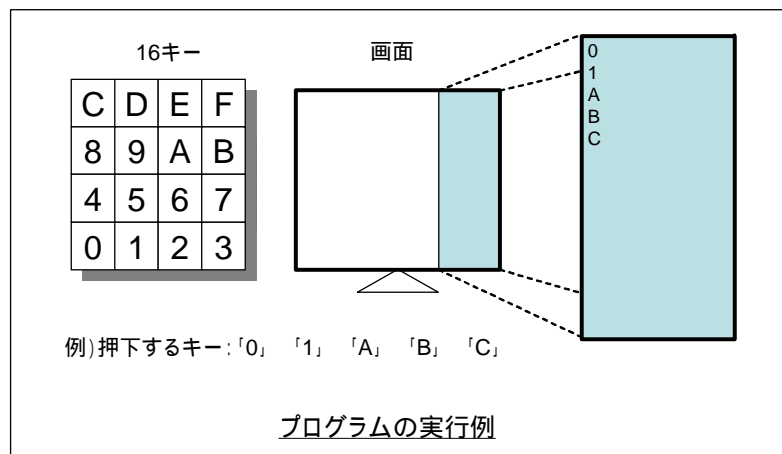 16キー
C D E F
8 9 A B
4 5 6 7
0 1 2 3
画面
0
1
A
B
C
例)押下するキー:「0」 「1」 「A」 「B」 「C」
プログラムの実行例